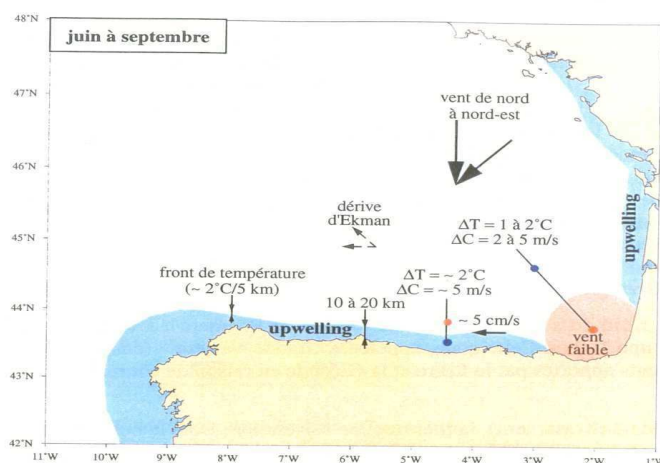 48°N
juin à septembre
47°N
vent de nord
à nord-est
46°N
dérive
d'Ekman
ΔT = 1 à 2°C
ΔC = 2 à 5 m/s
upwelling
45°N
front de température
(~ 2°C/5 km)
ΔT = ~ 2°C
ΔC = ~ 5 m/s
10 à 20 km
44°N
upwelling
~ 5 cm/s
vent
faible
43°N
42°N
11°W
10°W
9°W
8°W
7°W
6°W
5°W
4°W
3°W
2°W
1°W